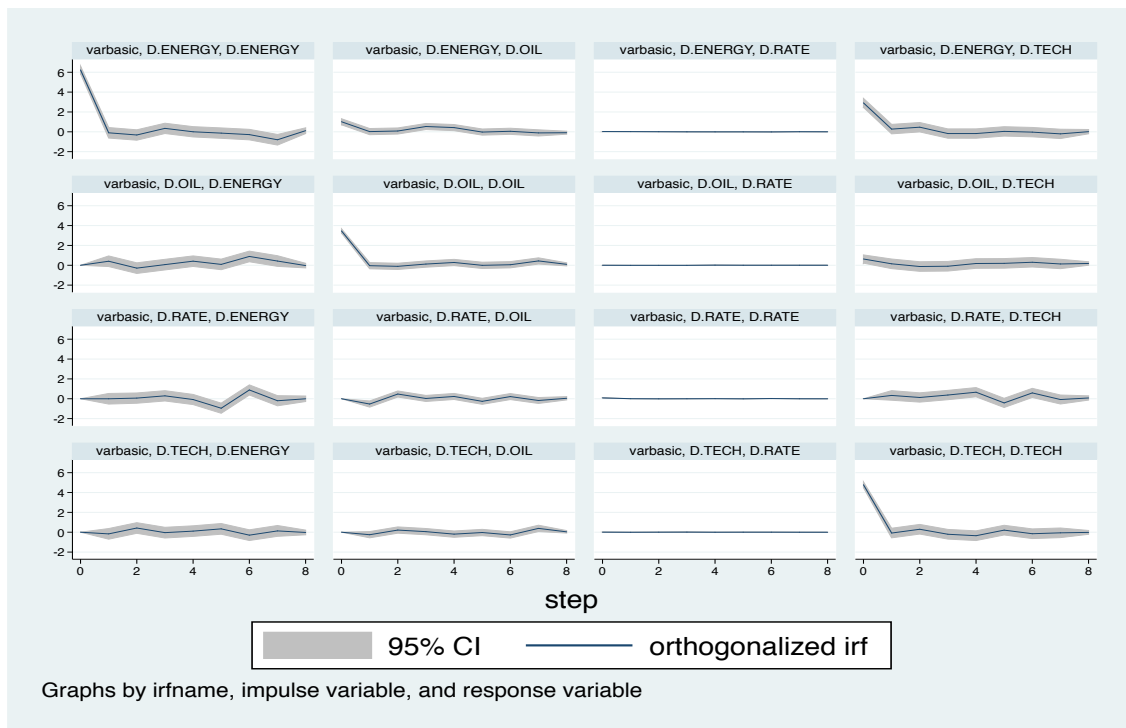 varbasic, D.ENERGY, D.ENERGY
varbasic, D.ENERGY, D.OIL
varbasic, D.ENERGY, D.RATE
varbasic, D.ENERGY, D.TECH
6
4
2
0
-2
varbasic, D.OIL, D.ENERGY
varbasic, D.OIL, D.OIL
varbasic, D.OIL, D.RATE
varbasic, D.OIL, D.TECH
6
4
2
0
-2
varbasic, D.RATE, D.ENERGY
varbasic, D.RATE, D.OIL
varbasic, D.RATE, D.RATE
varbasic, D.RATE, D.TECH
6
4
2
0
-2
varbasic, D.TECH, D.ENERGY
varbasic, D.TECH, D.OIL
varbasic, D.TECH, D.RATE
varbasic, D.TECH, D.TECH
6
4
2
0
-2
0 2 4 6 8
0 2 4 6 8
0 2 4 6 8
0 2 4 6 8
step
95% CI
orthogonalized irf
Graphs by irfname, impulse variable, and response variable